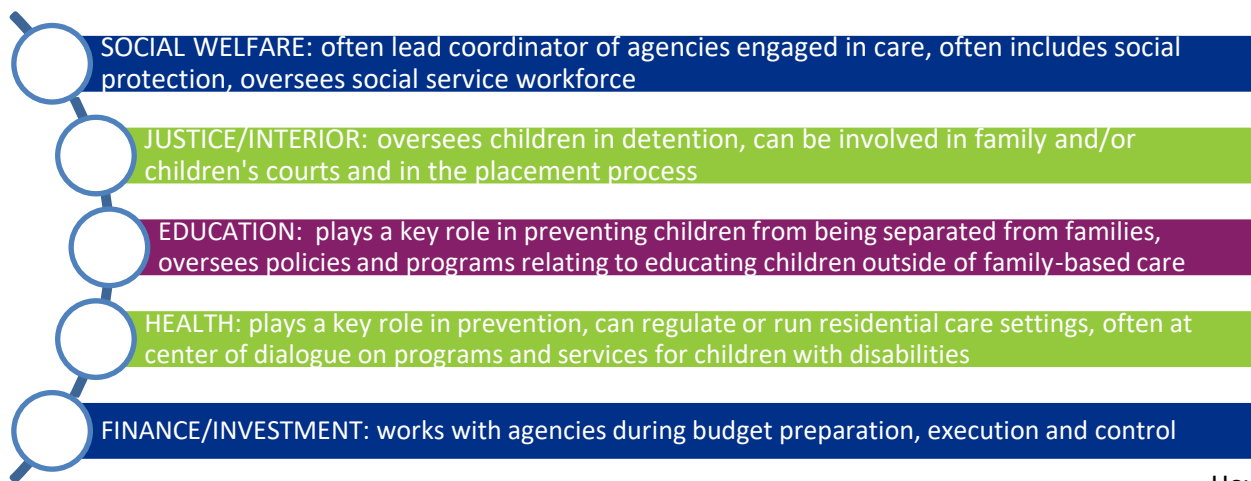 SOCIAL WELFARE: often lead coordinator of agencies engaged in care, often includes social
protection, oversees social service workforce
JUSTICE/INTERIOR: oversees children in detention, can be involved in family and/or
children's courts and in the placement process
EDUCATION: plays a key role in preventing children from being separated from families,
oversees policies and programs relating to educating children outside of family-based care
HEALTH: plays a key role in prevention, can regulate or run residential care settings, often at
center of dialogue on programs and services for children with disabilities
FINANCE/INVESTMENT: works with agencies during budget preparation, execution and control